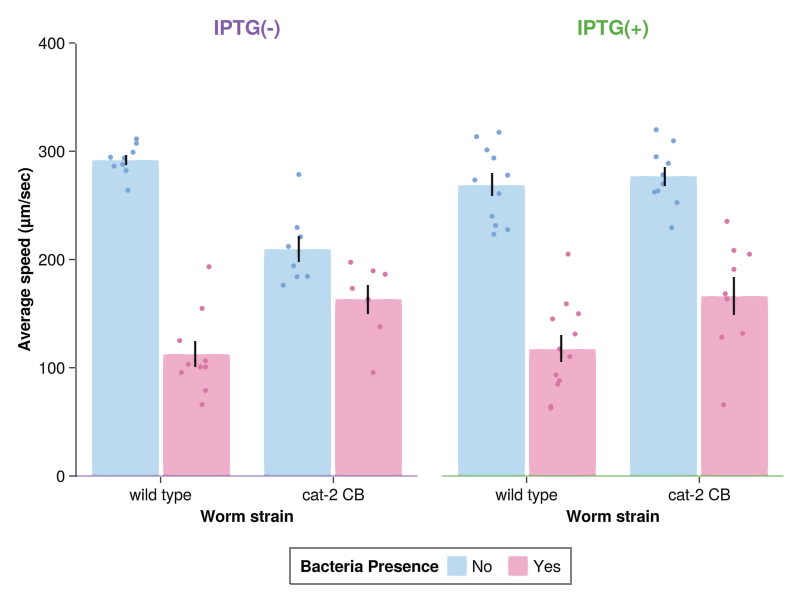 IPTG(-)
IPTG(+)
400
300
200
100
0
Average speed (µm/sec)
wild type
cat-2 CB
wild type
cat-2 CB
Worm strain
Worm strain
Bacteria Presence No Yes